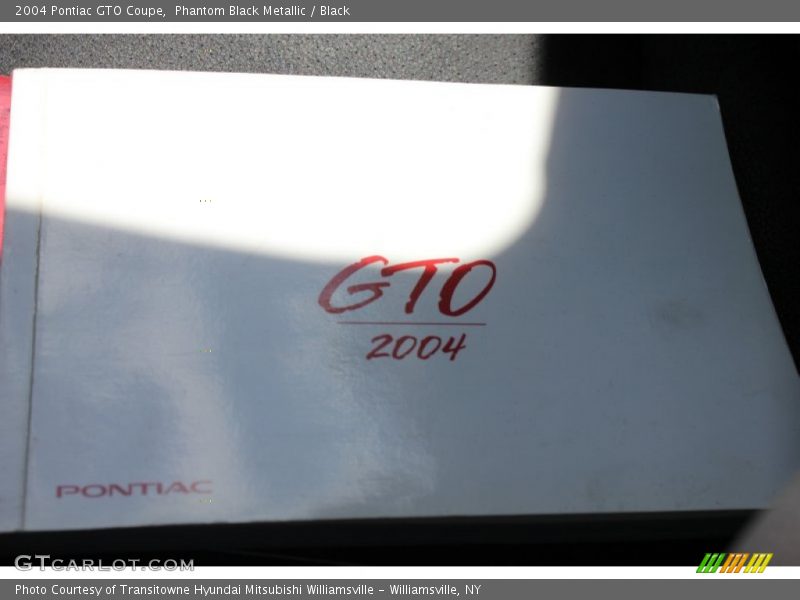 2004 Pontiac GTO Coupe,  Phantom Black Metallic / Black
GTO
2004
PONTIAC
GTCARLOT.COM
Photo Courtesy of Transitowne Hyundai Mitsubishi Williamsville – Williamsville, NY